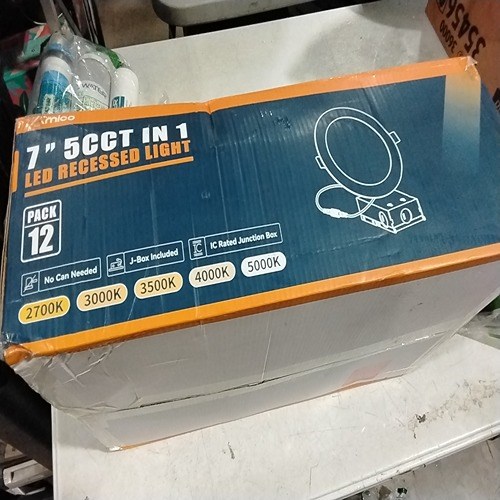 Amico
7" 5CCT IN 1
LED RECESSED LIGHT
PACK
12
No Can Needed
J-Box Included
IC Rated Junction Box
2700K
3000K
3500K
4000K
5000K